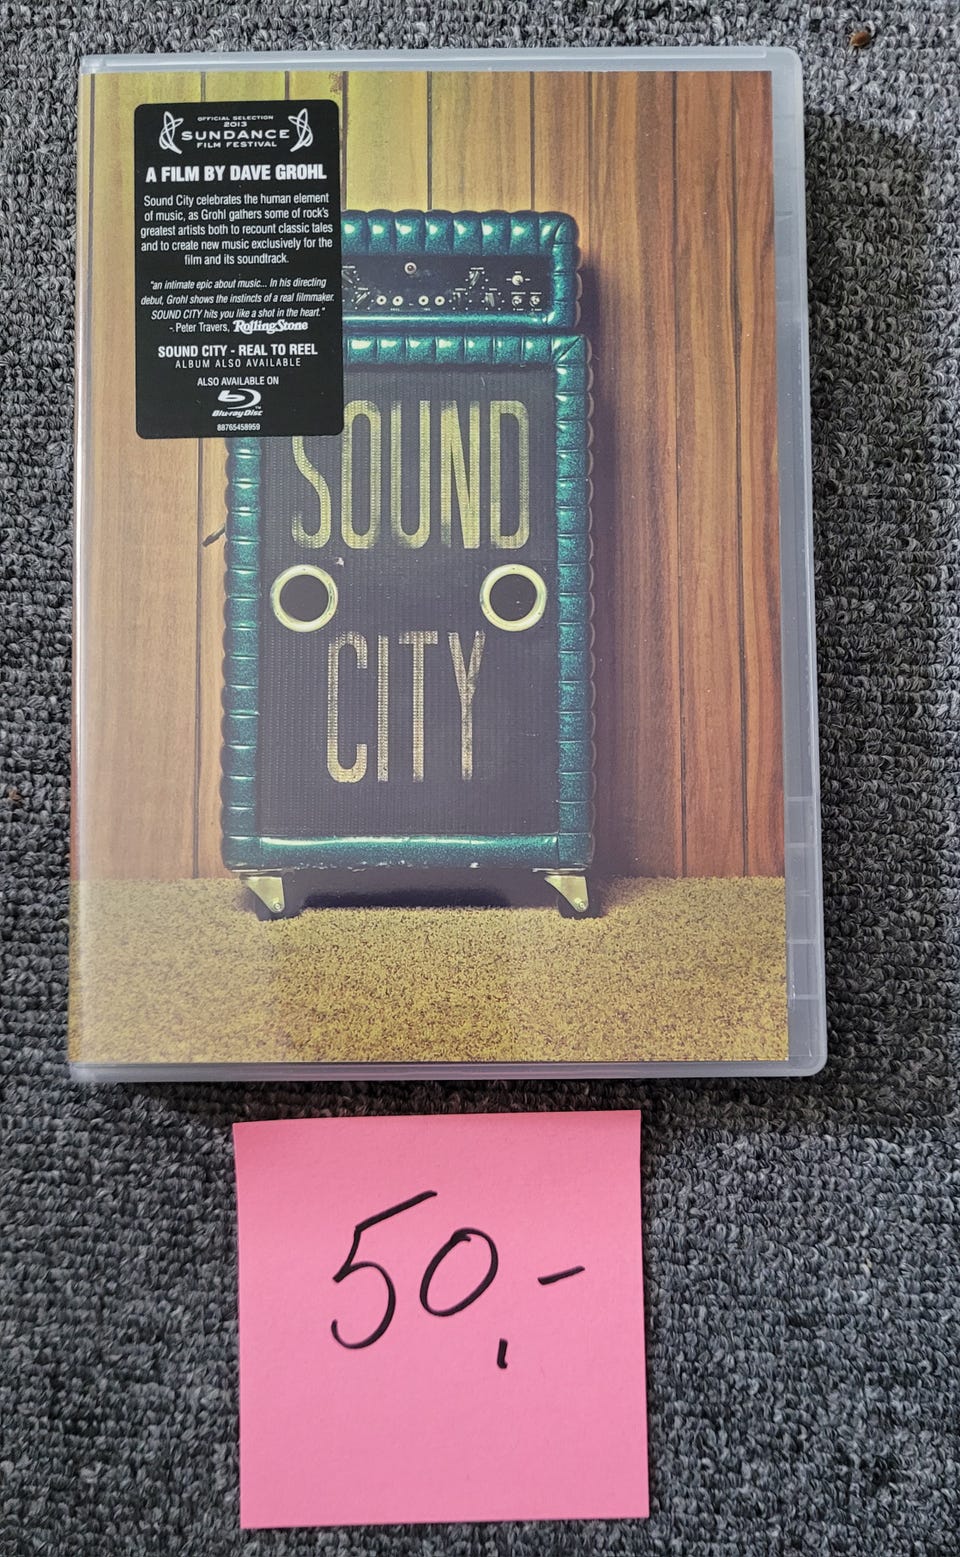 OFFICIAL SELECTION
2013
SUNDANCE
FILM FESTIVAL
A FILM BY DAVE GROHL
Sound City celebrates the human element
of music, as Grohl gathers some of rock's
greatest artists both to recount classic tales
and to create new music exclusively for the
film and its soundtrack.
"an intimate epic about music... In his directing
debut, Grohl shows the instincts of a real filmmaker.
SOUND CITY hits you like a shot in the heart."
- Peter Travers, RollingStone
SOUND CITY - REAL TO REEL
ALBUM ALSO AVAILABLE
ALSO AVAILABLE ON
Blu-ray Disc™
88765458959
SOUND
CITY
50,-